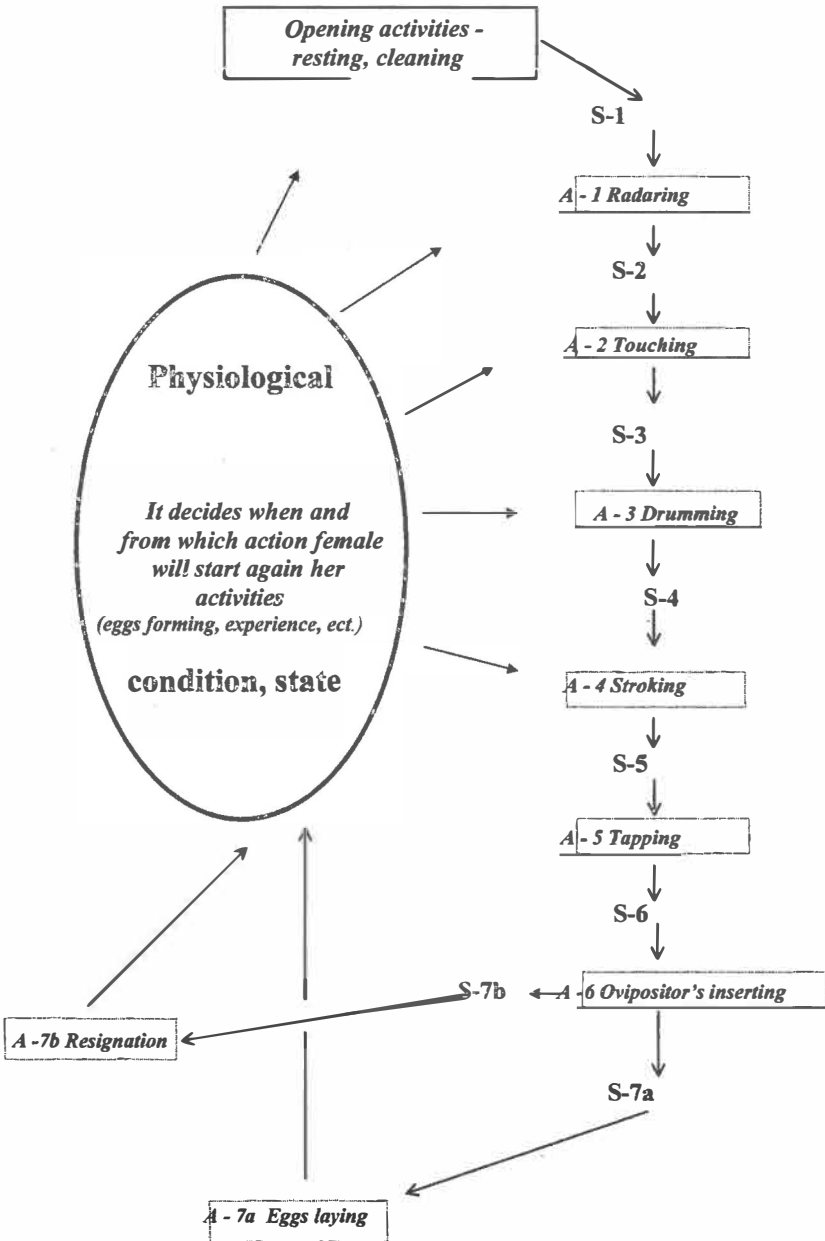 Opening activities -
resting, cleaning
S-1
A - 1 Radaring
S-2
A - 2 Touching
S-3
A - 3 Drumming
S-4
A - 4 Stroking
S-5
A - 5 Tapping
S-6
A - 6 Ovipositor's inserting
S-7b
A - 7b Resignation
S-7a
A - 7a Eggs laying
Physiological
It decides when and
from which action female
will start again her
activities
(eggs forming, experience, ect.)
condition, state